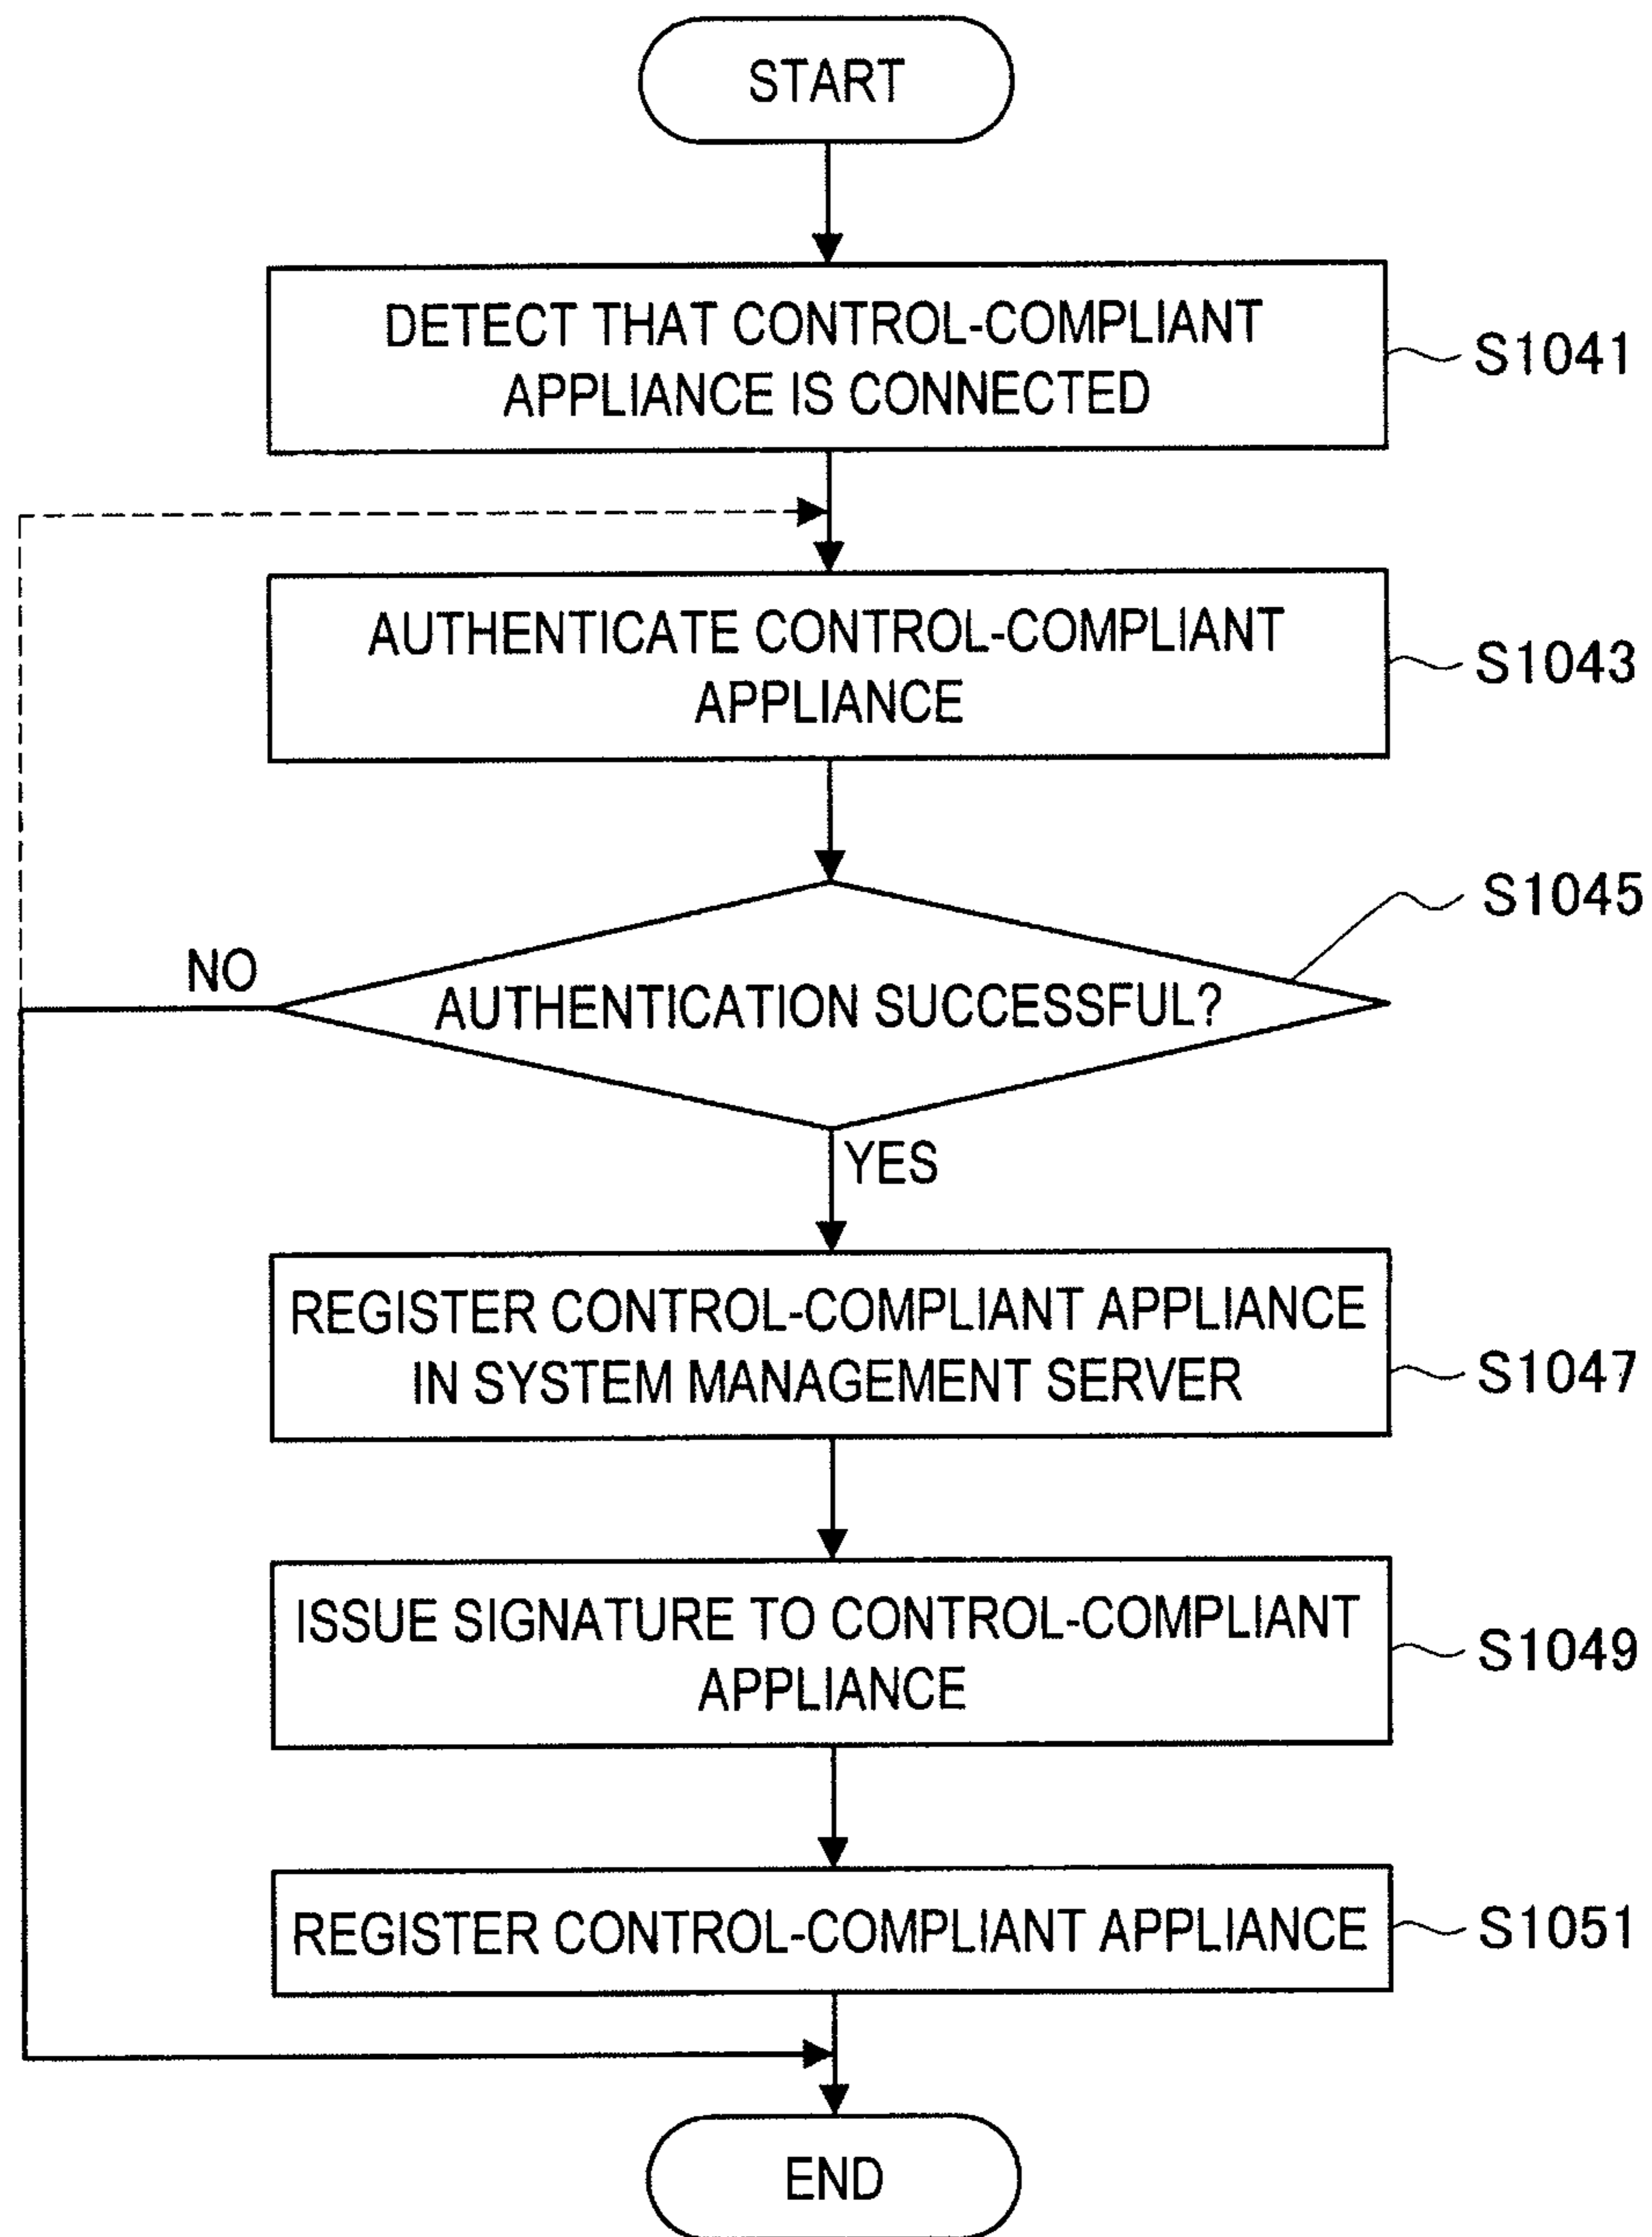 START
DETECT THAT CONTROL-COMPLIANT
APPLIANCE IS CONNECTED
S1041
AUTHENTICATE CONTROL-COMPLIANT
APPLIANCE
S1043
S1045
NO
AUTHENTICATION SUCCESSFUL?
YES
REGISTER CONTROL-COMPLIANT APPLIANCE
IN SYSTEM MANAGEMENT SERVER
S1047
ISSUE SIGNATURE TO CONTROL-COMPLIANT
APPLIANCE
S1049
REGISTER CONTROL-COMPLIANT APPLIANCE
S1051
END